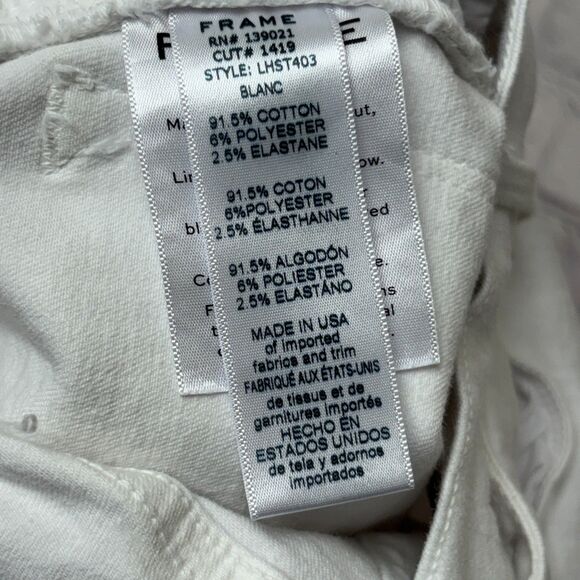 FRAME
RN# 139021
CUT# 1419
STYLE: LHST403
BLANC
91.5% COTTON
6% POLYESTER
2.5% ELASTANE
91.5% COTON
6%POLYESTER
2.5% ÉLASTHANNE
91.5% ALGODÓN
6% POLIESTER
2.5% ELASTÁNO
MADE IN USA
of imported
fabrics and trim
FABRIQUÉ AUX ÉTATS-UNIS
de tissus et de
garnitures importés
HECHO EN
ESTADOS UNIDOS
de tela y adornos
importados